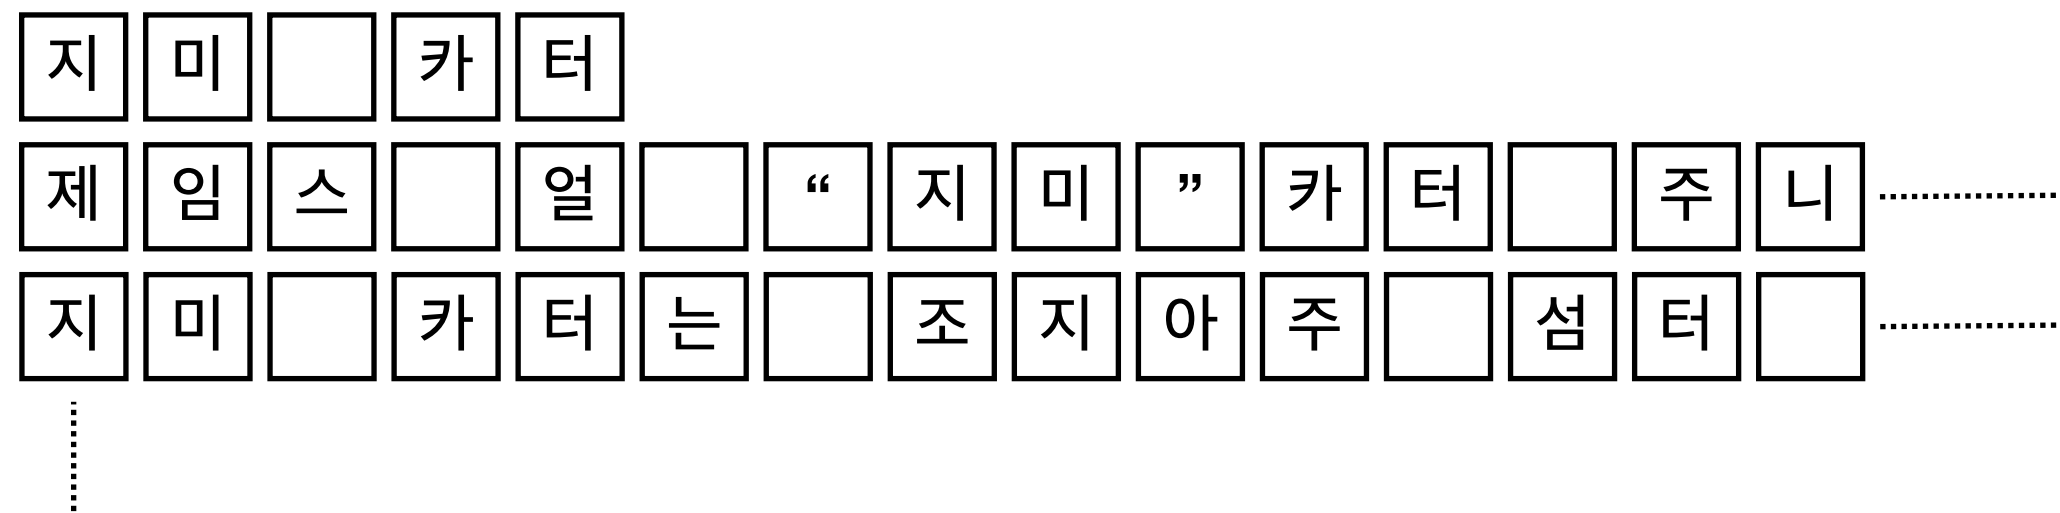 지미 카터
제임스 얼 “지미”카터 주니
지미 카터는 조지아주 섬터